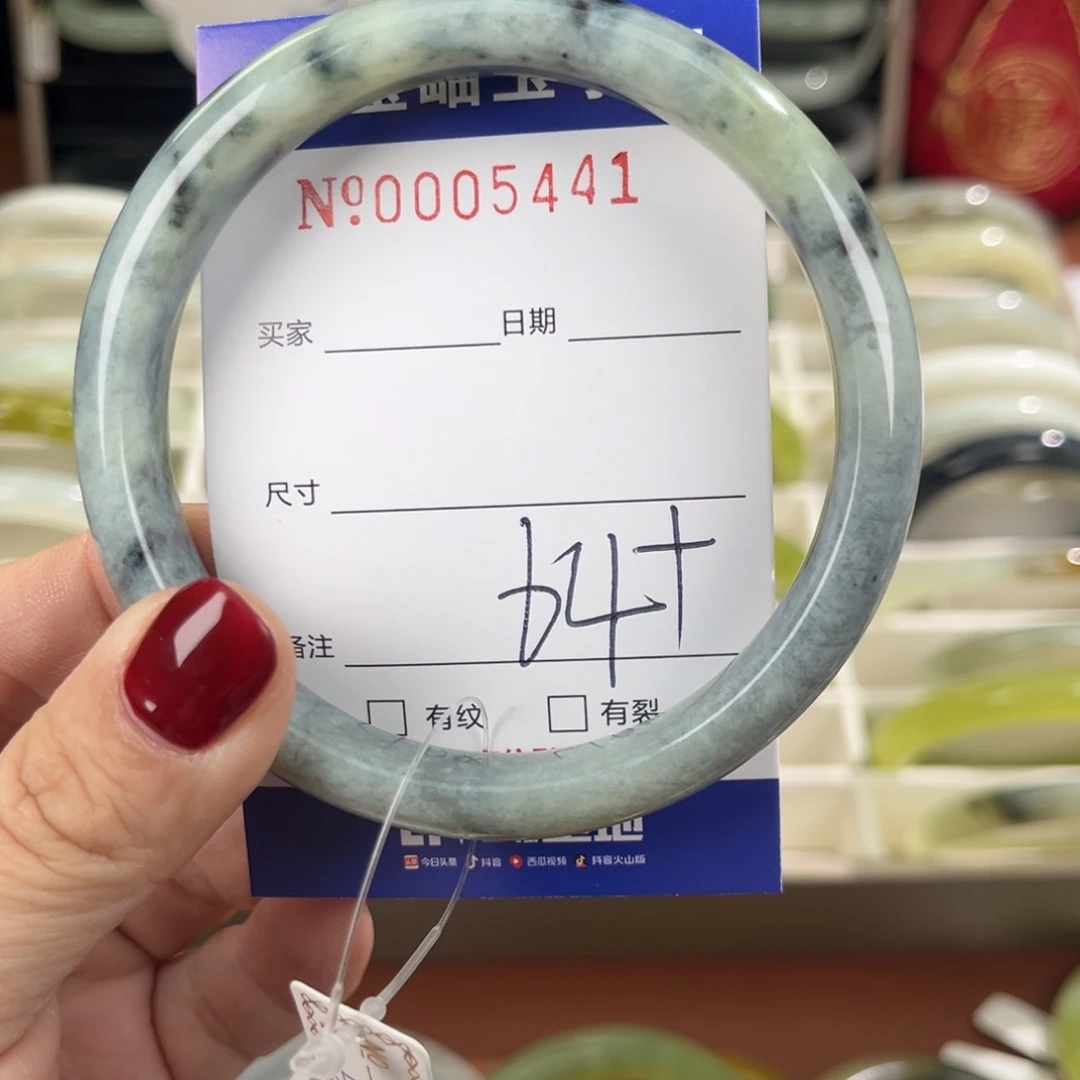 №0005441
买家 日期
尺寸
64+
备注
有纹 有裂
今日头条 抖音 西瓜视频 抖音火山版